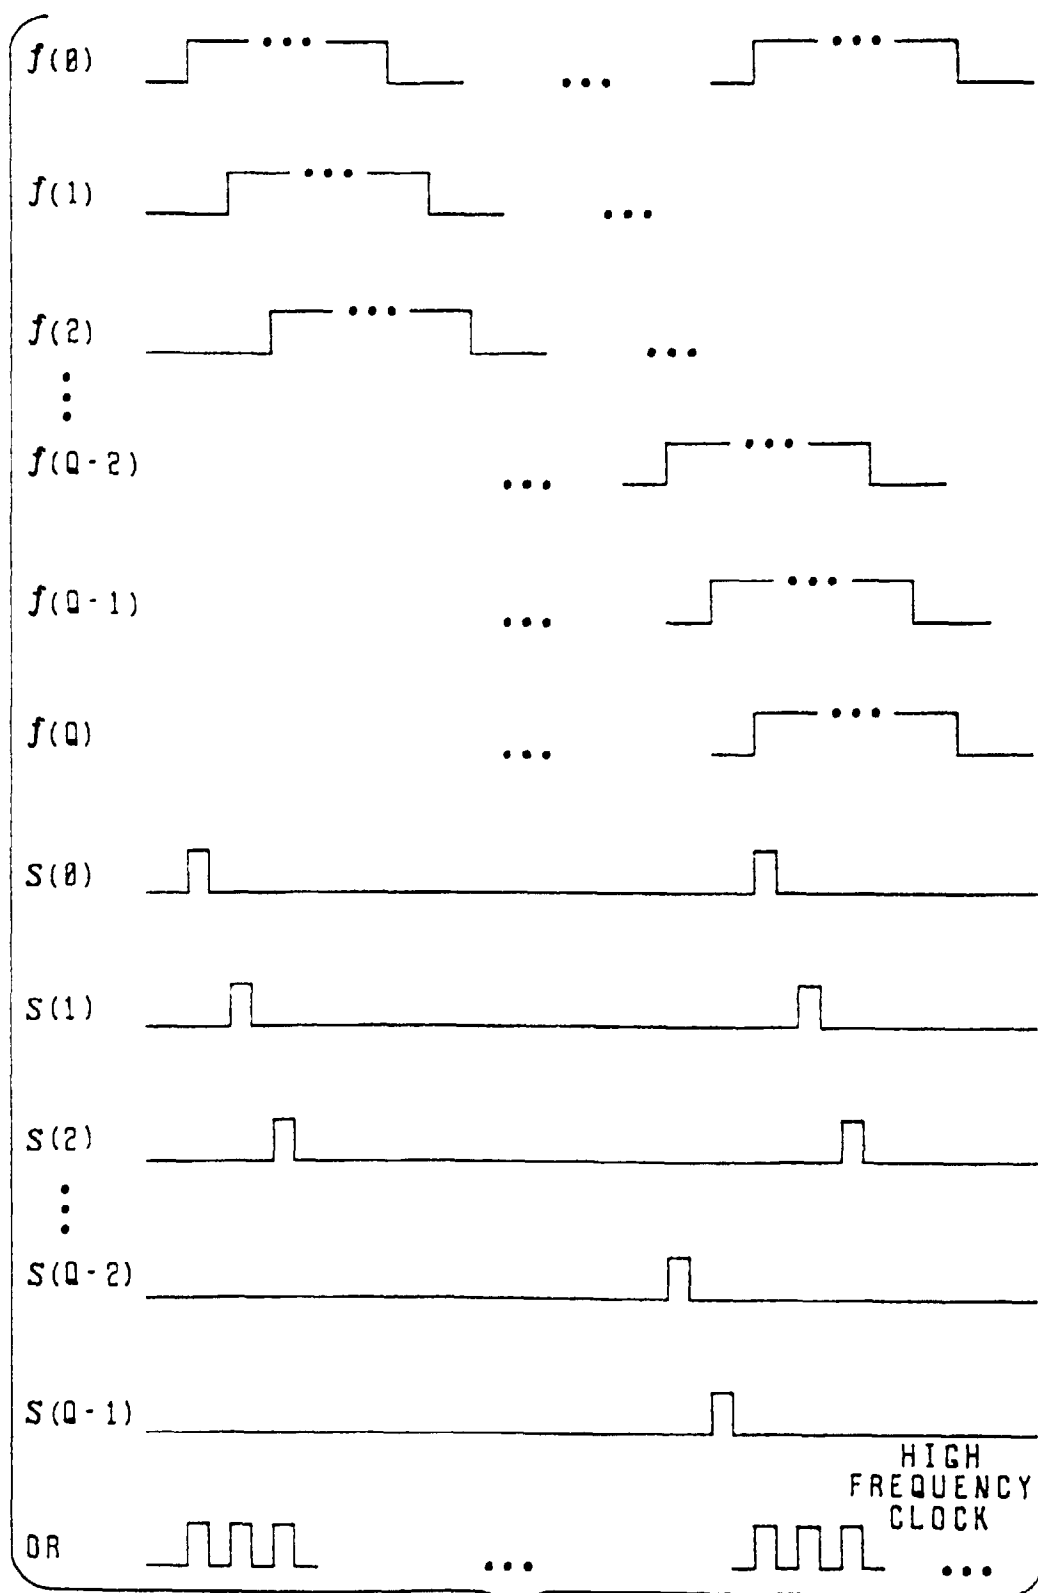 f(0)
f(1)
f(2)
f(Q-2)
f(Q-1)
f(Q)
S(0)
S(1)
S(2)
S(Q-2)
S(Q-1)
HIGH
FREQUENCY
CLOCK
OR